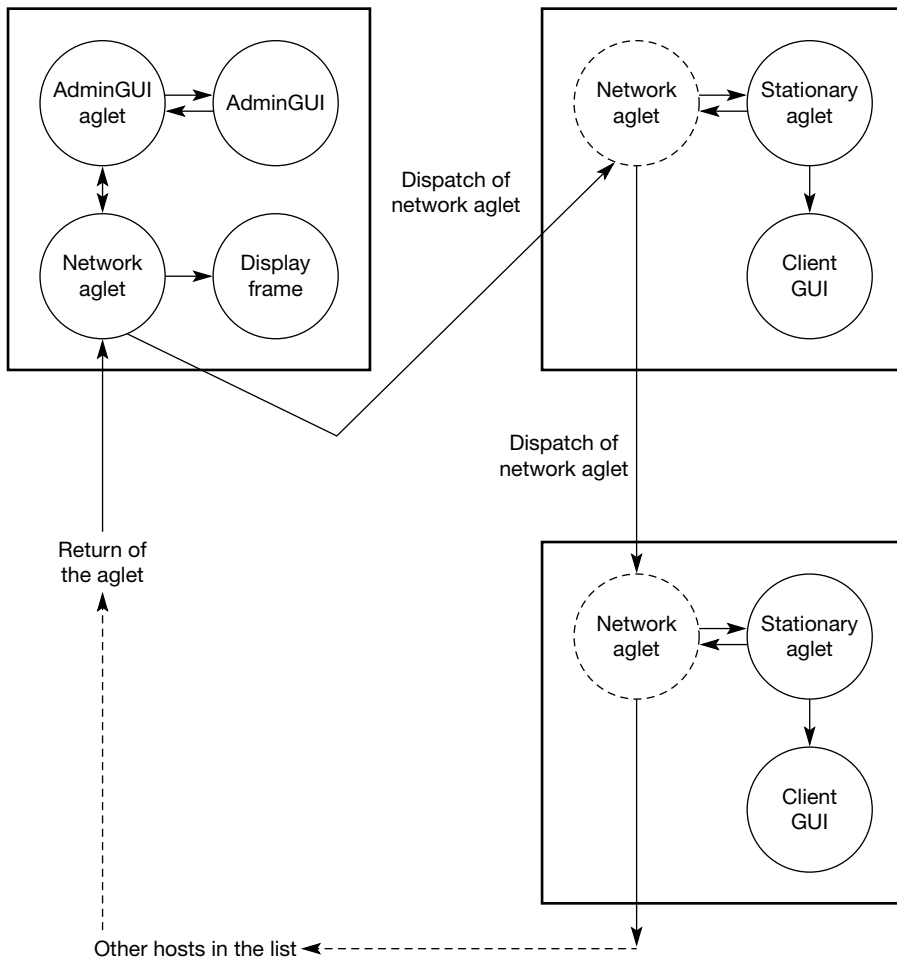 AdminGUI
aglet
AdminGUI
Network
aglet
Display
frame
Dispatch of
network aglet
Network
aglet
Stationary
aglet
Client
GUI
Dispatch of
network aglet
Return of
the aglet
Network
aglet
Stationary
aglet
Client
GUI
Other hosts in the list